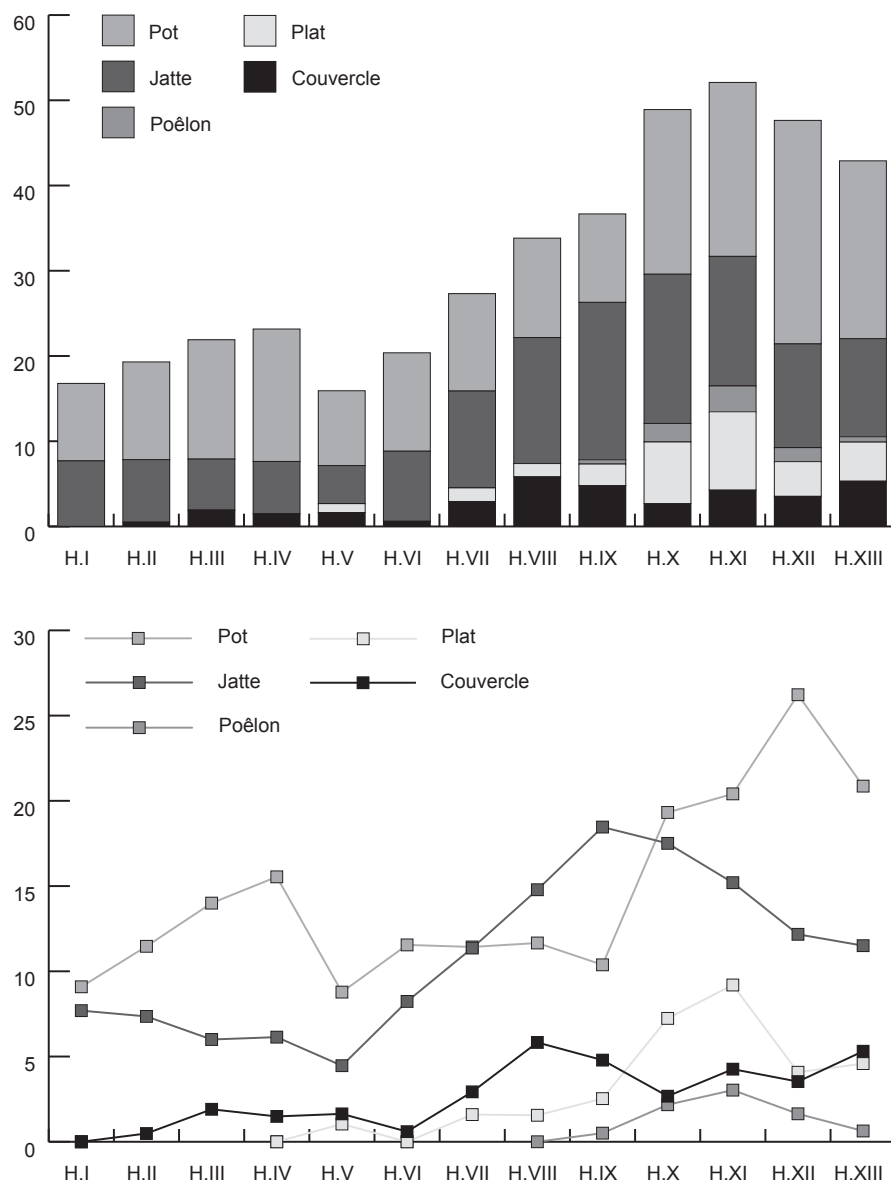 60
Pot Plat
Jatte Couvercle
50
Poêlon
40
30
20
10
0
H.I H.II H.III H.IV H.V H.VI H.VII H.VIII H.IX H.X H.XI H.XII H.XIII
30
Pot Plat
Jatte Couvercle
Poêlon
25
20
15
10
5
0
H.I H.II H.III H.IV H.V H.VI H.VII H.VIII H.IX H.X H.XI H.XII H.XIII